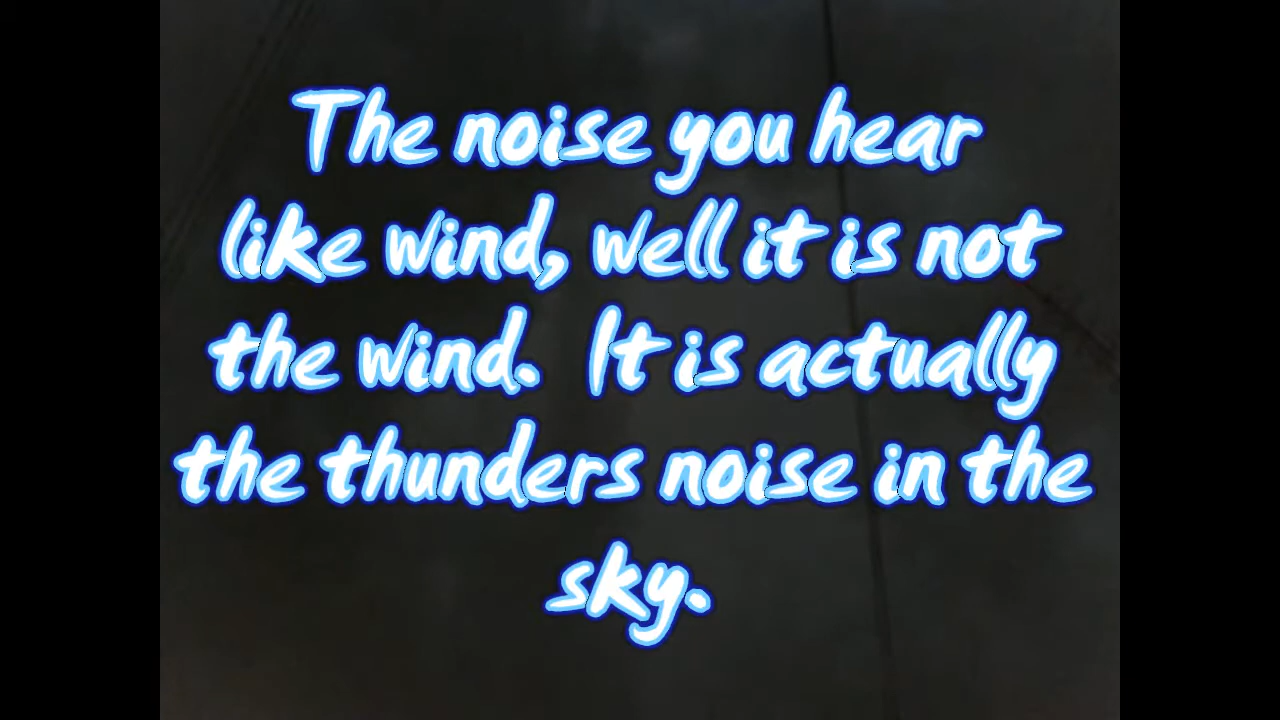 The noise you hear
like wind, well it is not
the wind.  It is actually
the thunders noise in the
sky.